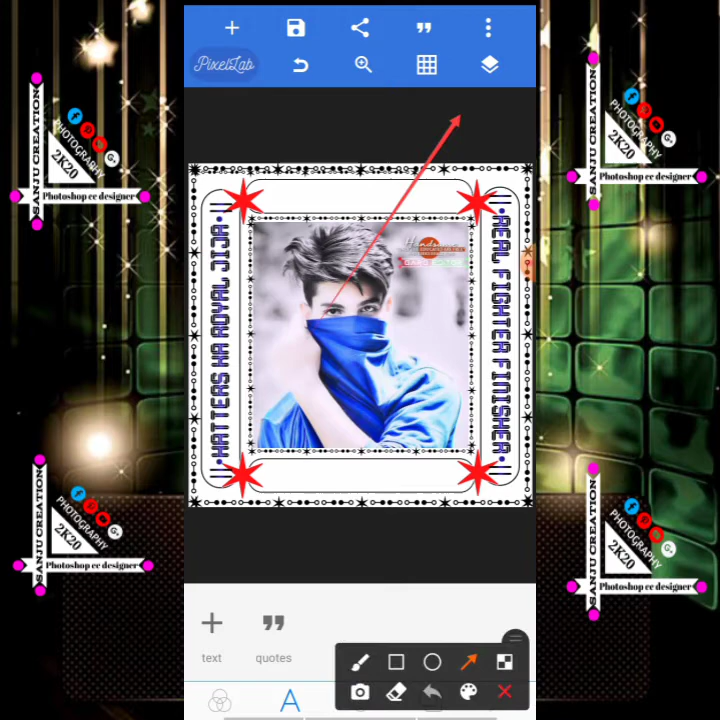 PixelLab
SANJU CREATION
PHOTOGRAPHY
2K20
Photoshop cc designer
SANJU CREATION
PHOTOGRAPHY
2K20
Photoshop cc designer
HATTERS KA ROYAL JIJA
REAL FIGHTER FINISHER
SANJU CREATION
PHOTOGRAPHY
2K20
Photoshop cc designer
SANJU CREATION
PHOTOGRAPHY
2K20
Photoshop cc designer
text
quotes